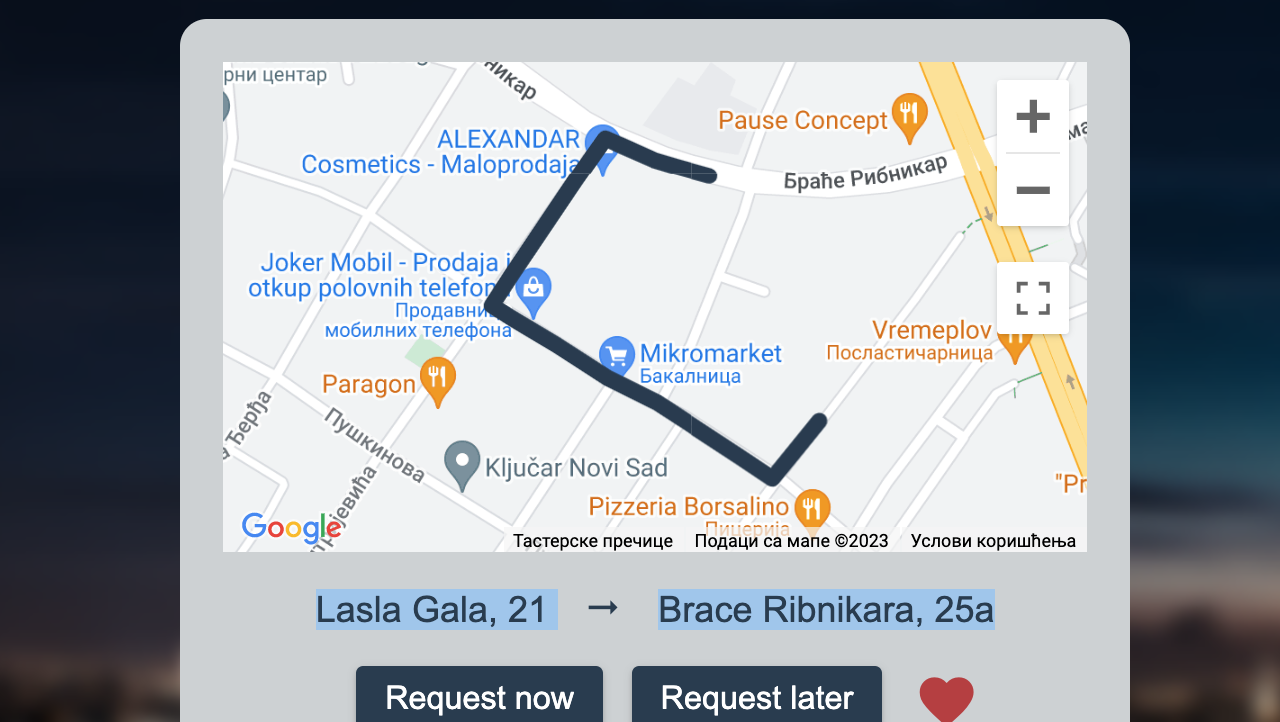 рни центар
никар
ALEXANDAR
Cosmetics - Maloprodaja
Pause Concept
Браће Рибникар
Joker Mobil - Prodaja i
otkup polovnih telefona
Продавни
мобилних телефона
Mikromarket
Бакалница
Vremeplov
Посластичарница
Paragon
Пушкинова
а Ђерђа
Ključar Novi Sad
Pizzeria Borsalino
Пицерија
"Pr
Google
Тастерске пречице Подаци са мапе ©2023 Услови коришћења
Lasla Gala, 21 → Brace Ribnikara, 25a
Request now Request later